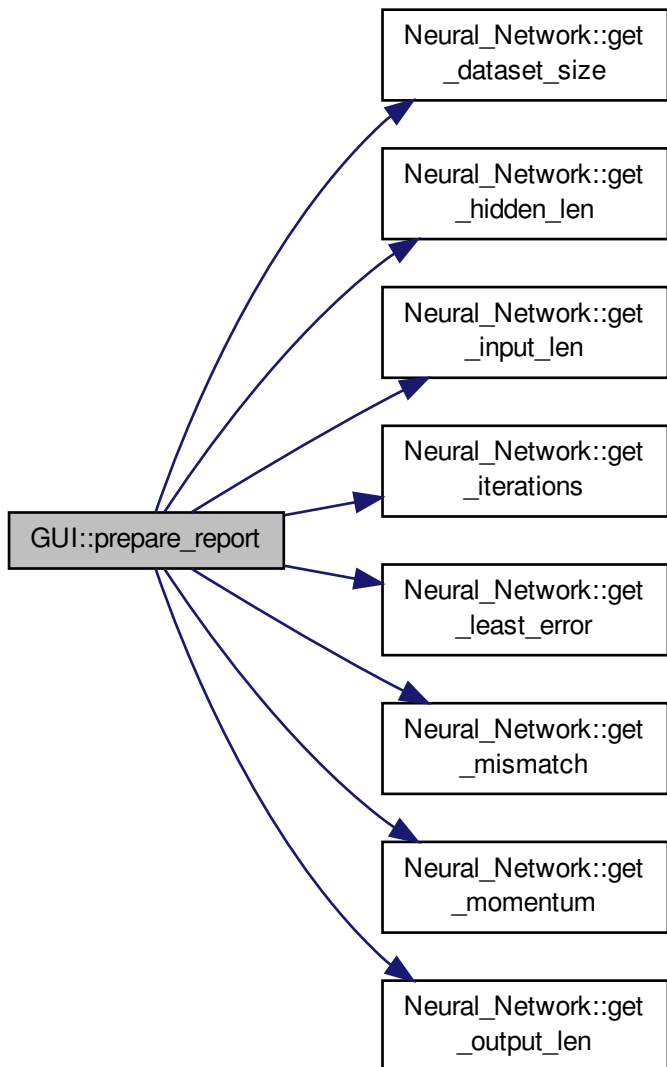 Neural_Network::get
_dataset_size
Neural_Network::get
_hidden_len
Neural_Network::get
_input_len
Neural_Network::get
_iterations
GUI::prepare_report
Neural_Network::get
_least_error
Neural_Network::get
_mismatch
Neural_Network::get
_momentum
Neural_Network::get
_output_len